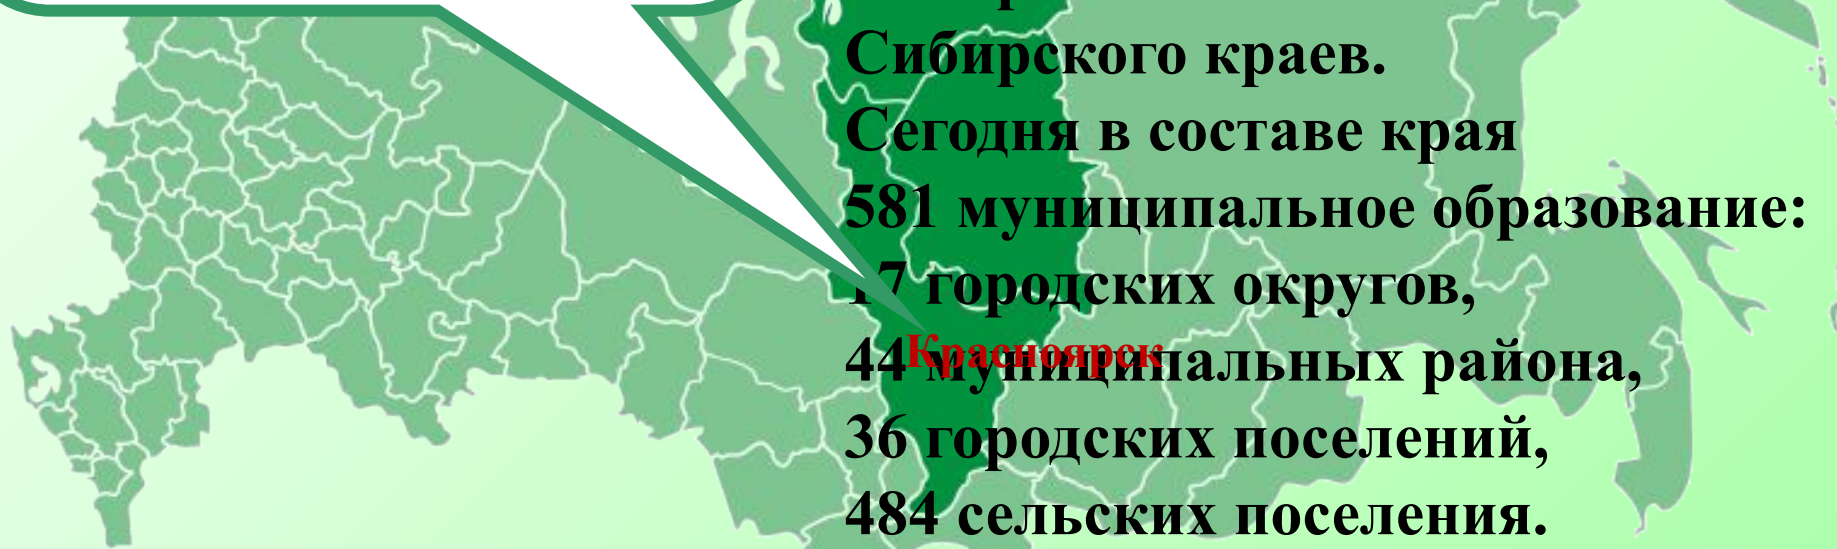 Сибирского краев.
Сегодня в составе края
581 муниципальное образование:
17 городских округов,
Красноярск
44 муниципальных района,
36 городских поселений,
484 сельских поселения.